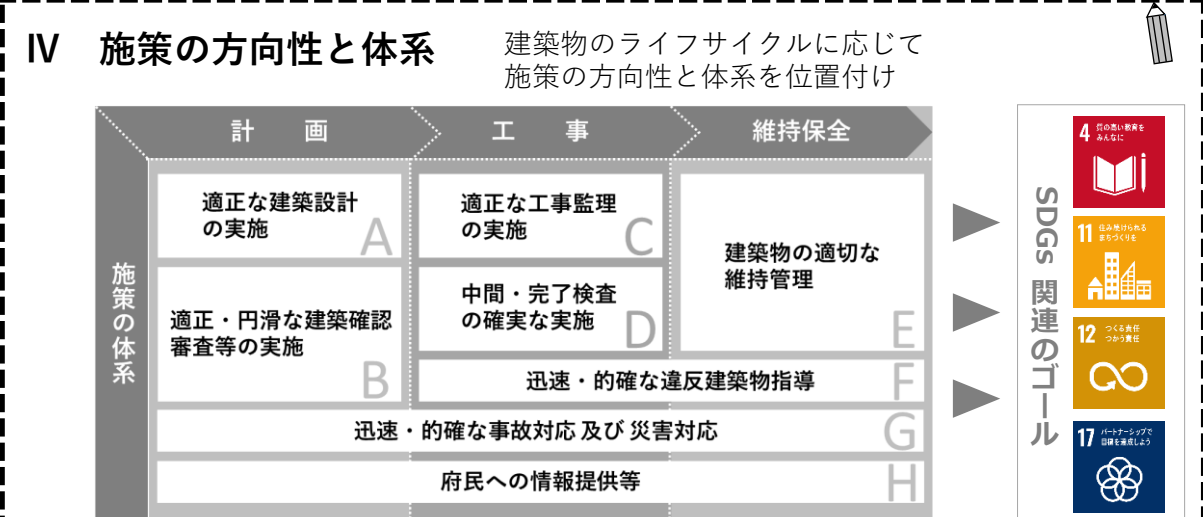 Ⅳ 施策の方向性と体系
建築物のライフサイクルに応じて
施策の方向性と体系を位置付け
計 画
工 事
維持保全
施策の体系
適正な建築設計
の実施
A
適正・円滑な建築確認
審査等の実施
B
適正な工事監理
の実施
C
中間・完了検査
の確実な実施
D
建築物の適切な
維持管理
E
迅速・的確な違反建築物指導
F
迅速・的確な事故対応 及び 災害対応
G
府民への情報提供等
H
SDGs 関連のゴール
4 質の高い教育を
みんなに
11 住み続けられる
まちづくりを
12 つくる責任
つかう責任
17 パートナーシップで
目標を達成しよう